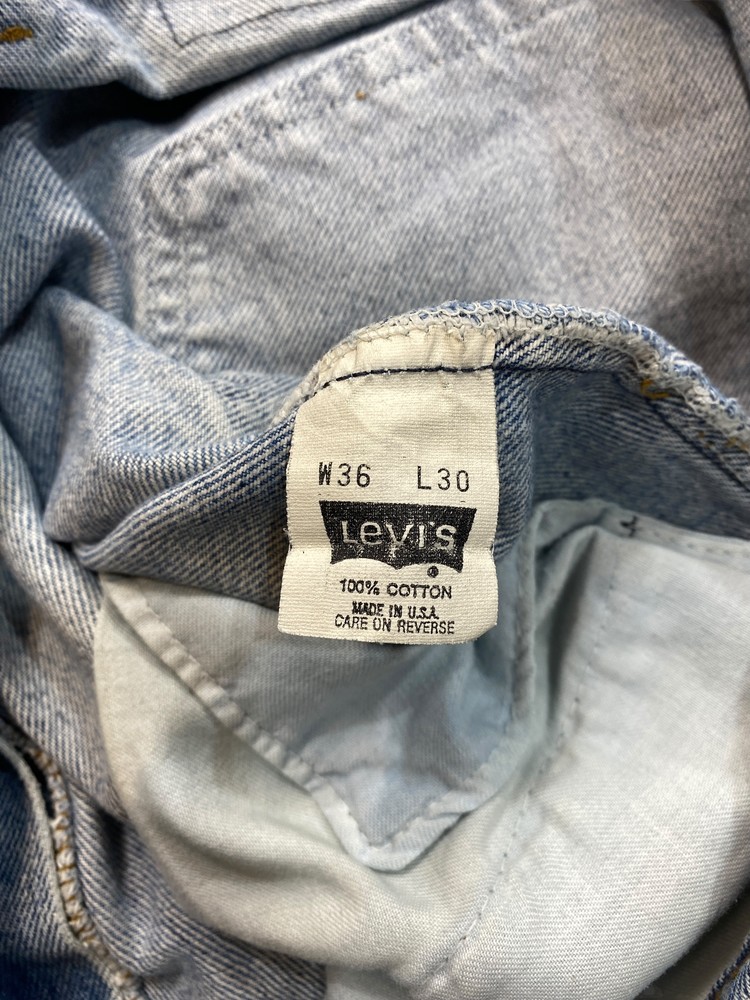 W36 L30
Levi's
®
100% COTTON
MADE IN U.S.A.
CARE ON REVERSE